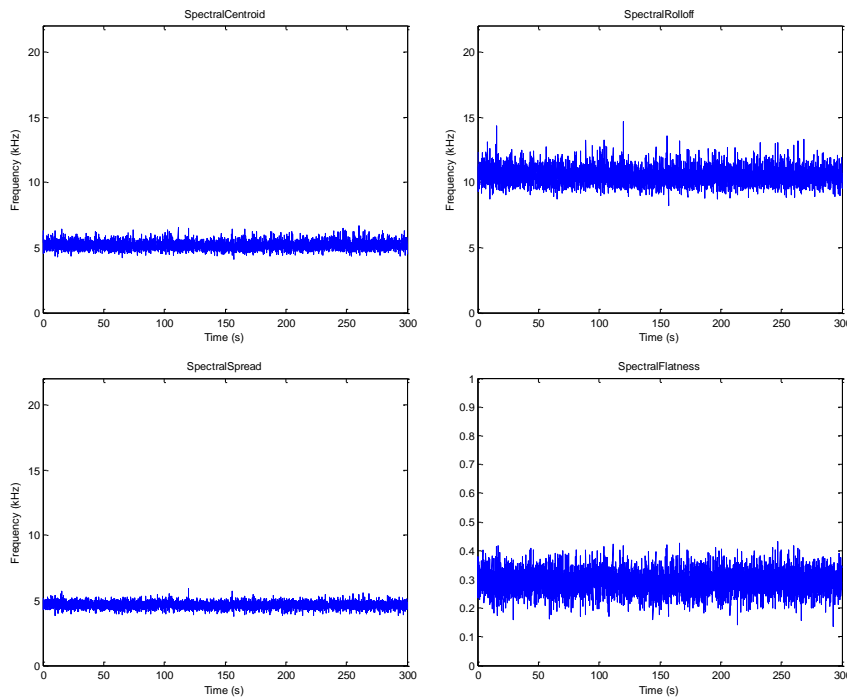 SpectralCentroid
Frequency (kHz)
20
15
10
5
0
0 50 100 150 200 250 300
Time (s)
SpectralRolloff
Frequency (kHz)
20
15
10
5
0
0 50 100 150 200 250 300
Time (s)
SpectralSpread
Frequency (kHz)
20
15
10
5
0
0 50 100 150 200 250 300
Time (s)
SpectralFlatness
1
0.9
0.8
0.7
0.6
0.5
0.4
0.3
0.2
0.1
0
0 50 100 150 200 250 300
Time (s)